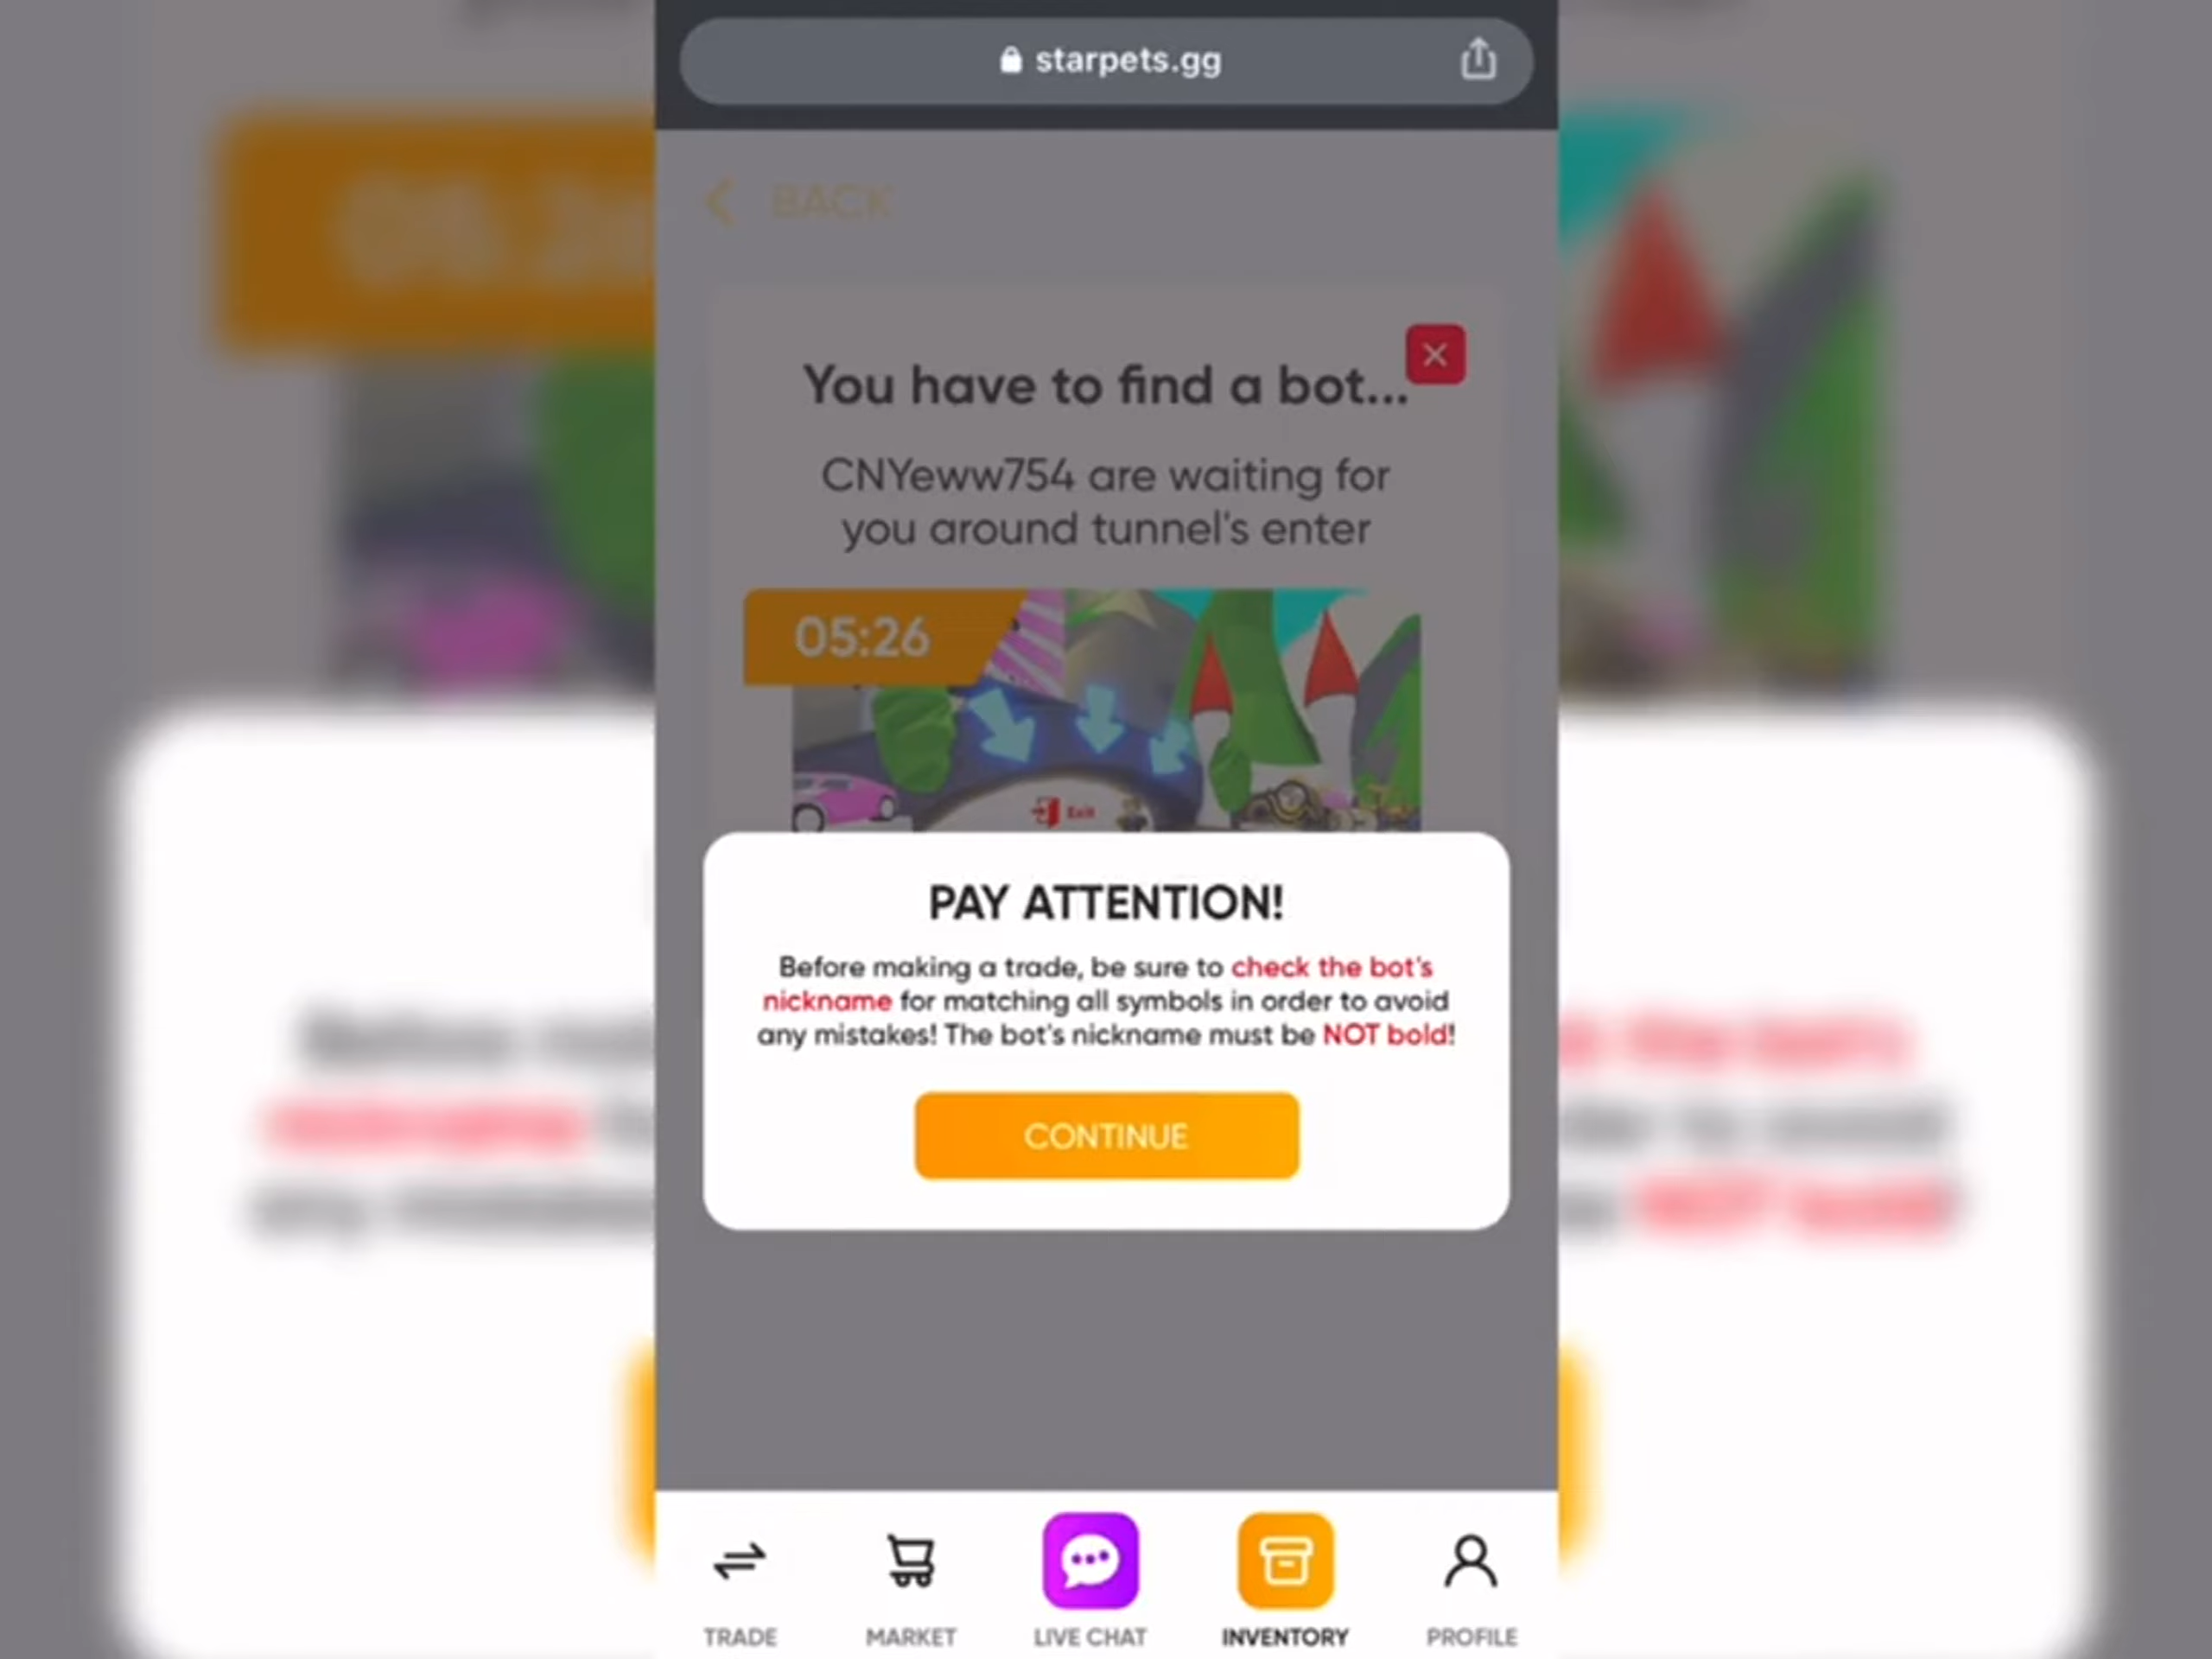 starpets.gg
BACK
You have to find a bot...
CNYeww754 are waiting for
you around tunnel's enter
05:26
Exit
PAY ATTENTION!
Before making a trade, be sure to check the bot's
nickname for matching all symbols in order to avoid
any mistakes! The bot's nickname must be NOT bold!
CONTINUE
TRADE
MARKET
LIVE CHAT
INVENTORY
PROFILE